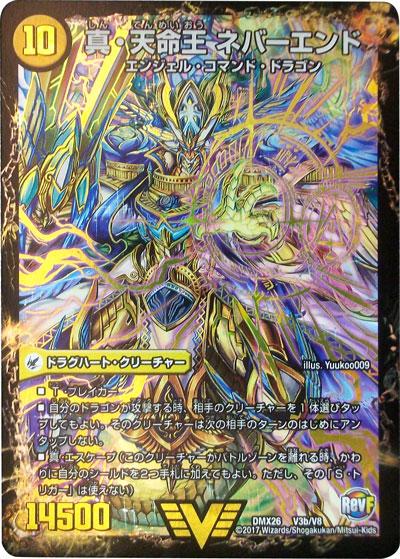 10
しん てんめいおう
真・天命王 ネバーエンド
エンジェル・コマンド・ドラゴン
illus. Yuukoo009
ドラグハート・クリーチャー
■T・ブレイカー
■自分のドラゴンが攻撃する時、相手のクリーチャーを1体選びタッ
プしてもよい。そのクリーチャーは次の相手のターンのはじめにアン
タップしない。
■真・エスケープ(このクリーチャーがバトルゾーンを離れる時、かわ
りに自分のシールドを2つ手札に加えてもよい。ただし、その「S・ト
リガー」は使えない)
14500
V
RevF
DMX26 V3b/V8
©2017 Wizards/Shogakukan/Mitsui-Kids